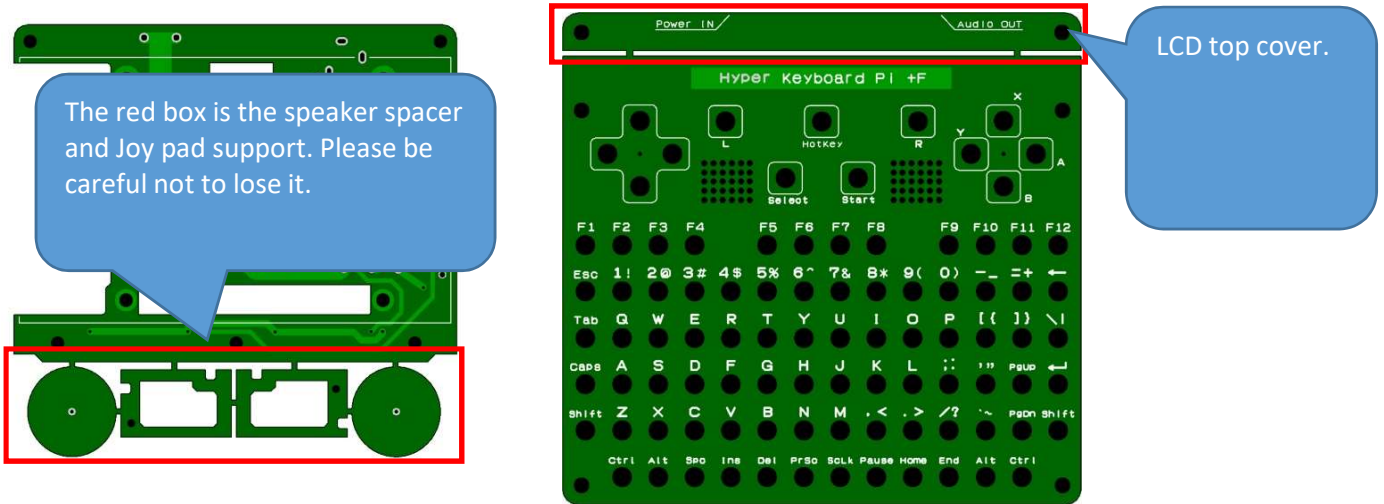 The red box is the speaker spacer
and Joy pad support. Please be
careful not to lose it.
Power IN
Audio OUT
LCD top cover.
Hyper Keyboard Pi +F
L
HotKey
R
X
Y
A
B
Select
Start
F1 F2 F3 F4 F5 F6 F7 F8 F9 F10 F11 F12
Esc 1! 2@ 3# 4$ 5% 6^ 7& 8* 9( 0) -_ =+ ←
Tab Q W E R T Y U I O P [{ ]} \|
Caps A S D F G H J K L ;: '" PgUp ↵
Shift Z X C V B N M .< .> /? `~ PgDn Shift
Ctrl Alt Spc Ins Del PrSc ScLk Pause Home End Alt Ctrl